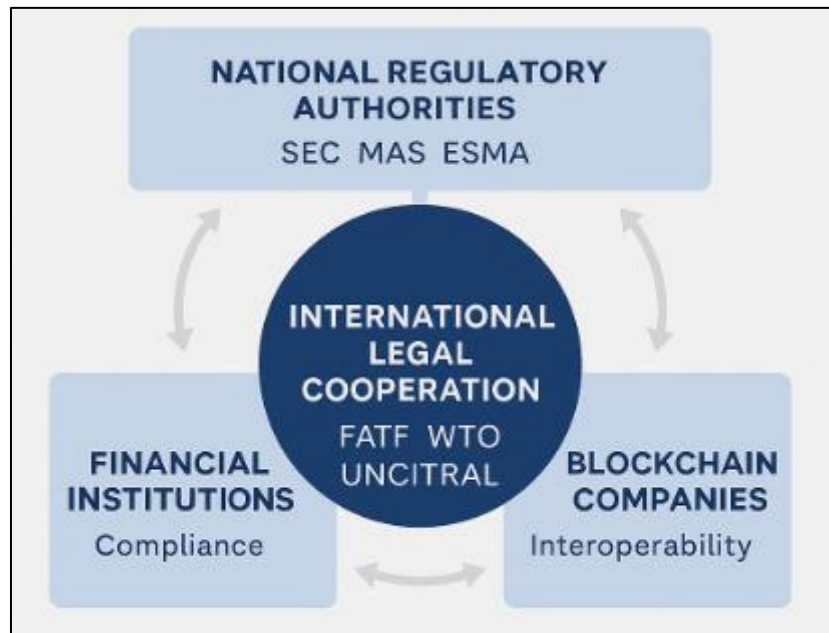 NATIONAL REGULATORY
AUTHORITIES
SEC MAS ESMA
INTERNATIONAL
LEGAL
COOPERATION
FATF WTO
UNCITRAL
FINANCIAL
INSTITUTIONS
Compliance
BLOCKCHAIN
COMPANIES
Interoperability